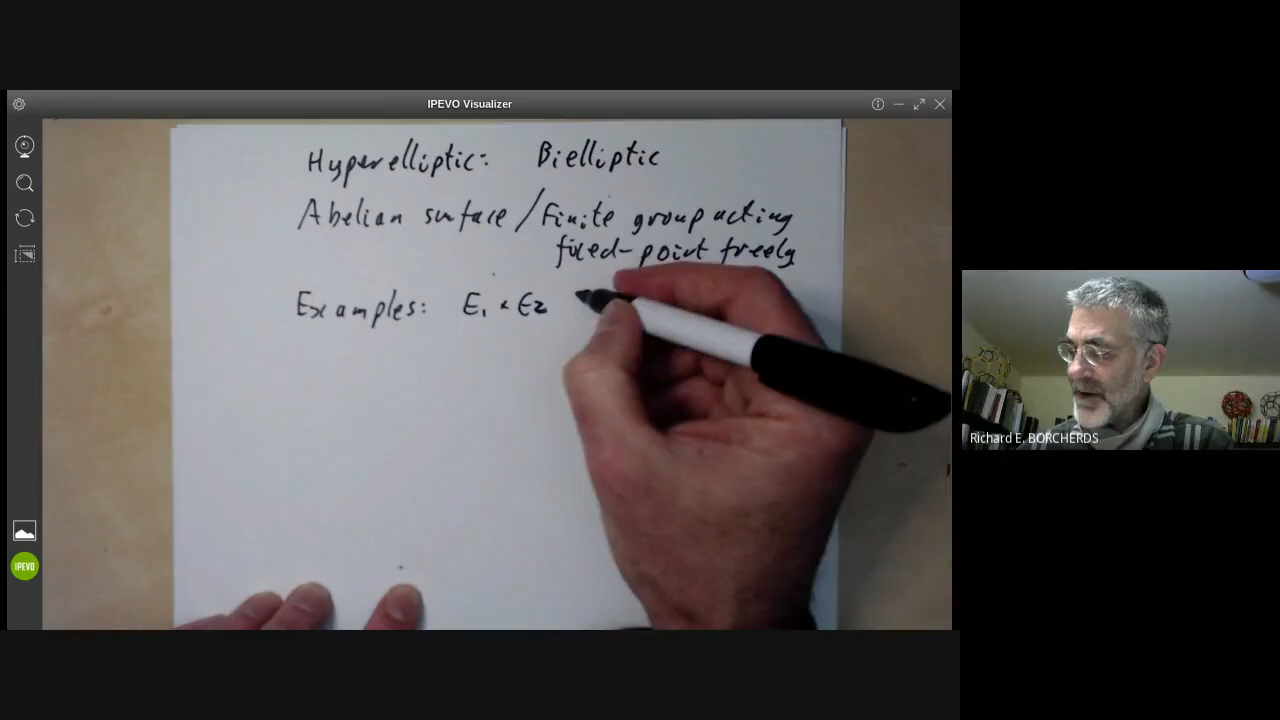 IPEVO Visualizer
Hyperelliptic: Bielliptic
Abelian surface / Finite group acting
fixed-point freely
Examples: E₁ × E₂
IPEVO
Richard E. BORCHERDS